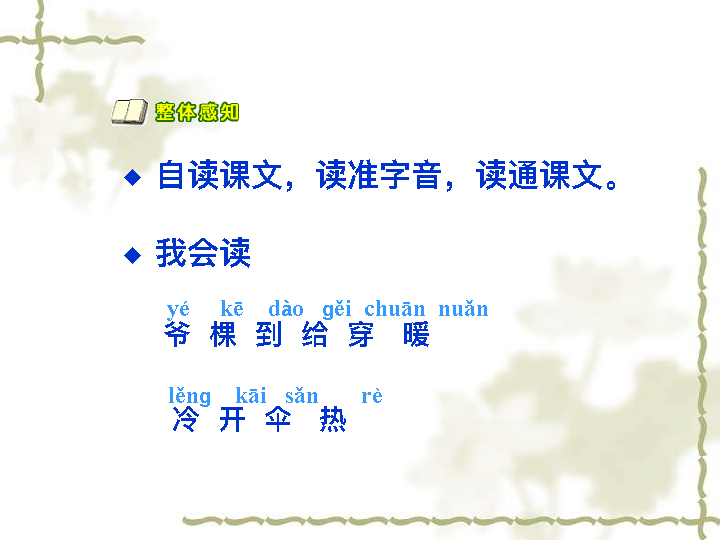 整体感知
◆ 自读课文，读准字音，读通课文。
◆ 我会读
yé kē dào gěi chuān nuǎn
爷 棵 到 给 穿 暖
lěng kāi sǎn rè
冷 开 伞 热